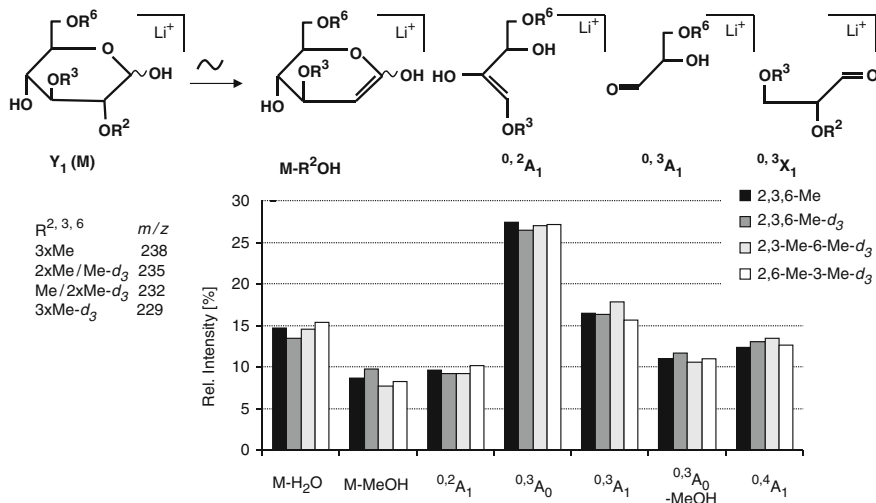 OR⁶ O OR³ HO OH OR² Li⁺
OR⁶ O OR³ HO OH Li⁺
OR⁶ OH HO OR³ Li⁺
OR⁶ OH O Li⁺
OR³ O OR² Li⁺
Y₁ (M) M-R²OH ⁰,²A₁ ⁰,³A₁ ⁰,³X₁
R²,³,⁶ m/z
3xMe 238
2xMe/Me-d₃ 235
Me/2xMe-d₃ 232
3xMe-d₃ 229
2,3,6-Me
2,3,6-Me-d₃
2,3-Me-6-Me-d₃
2,6-Me-3-Me-d₃
Rel. Intensity [%]
30
25
20
15
10
5
0
M-H₂O M-MeOH ⁰,²A₁ ⁰,³A₀ ⁰,³A₁ ⁰,³A₀ ⁰,⁴A₁
-MeOH